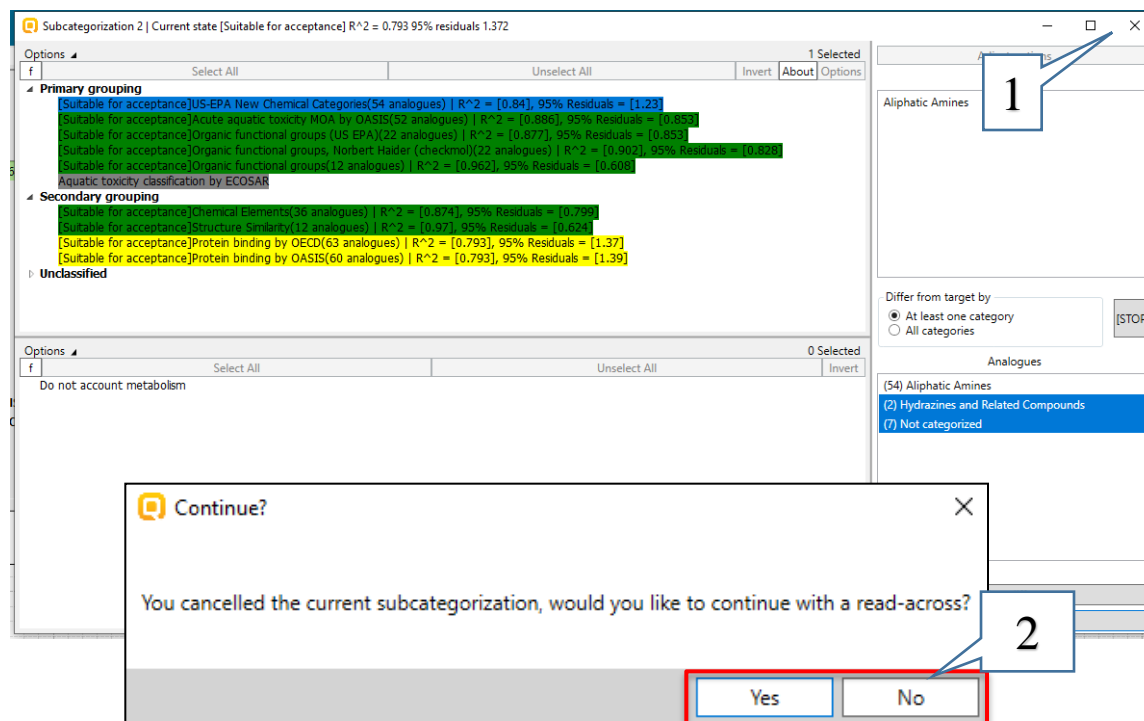 Subcategorization 2 | Current state [Suitable for acceptance] R^2 = 0.793 95% residuals 1.372
Options 1 Selected
f Select All Unselect All Invert About Options
Primary grouping
[Suitable for acceptance]US-EPA New Chemical Categories(54 analogues) | R^2 = [0.84], 95% Residuals = [1.23]
[Suitable for acceptance]Acute aquatic toxicity MOA by OASIS(52 analogues) | R^2 = [0.886], 95% Residuals = [0.853]
[Suitable for acceptance]Organic functional groups (US EPA)(22 analogues) | R^2 = [0.877], 95% Residuals = [0.853]
[Suitable for acceptance]Organic functional groups, Norbert Haider (checkmol)(22 analogues) | R^2 = [0.902], 95% Residuals = [0.828]
[Suitable for acceptance]Organic functional groups(12 analogues) | R^2 = [0.962], 95% Residuals = [0.608]
Aquatic toxicity classification by ECOSAR
Secondary grouping
[Suitable for acceptance]Chemical Elements(36 analogues) | R^2 = [0.874], 95% Residuals = [0.799]
[Suitable for acceptance]Structure Similarity(12 analogues) | R^2 = [0.97], 95% Residuals = [0.624]
[Suitable for acceptance]Protein binding by OECD(63 analogues) | R^2 = [0.793], 95% Residuals = [1.37]
[Suitable for acceptance]Protein binding by OASIS(60 analogues) | R^2 = [0.793], 95% Residuals = [1.39]
Unclassified
1
Aliphatic Amines
Differ from target by
At least one category
All categories
[STOP
Options 0 Selected
f Select All Unselect All Invert
Do not account metabolism
Analogues
(54) Aliphatic Amines
(2) Hydrazines and Related Compounds
(7) Not categorized
Continue?
You cancelled the current subcategorization, would you like to continue with a read-across?
2
Yes No